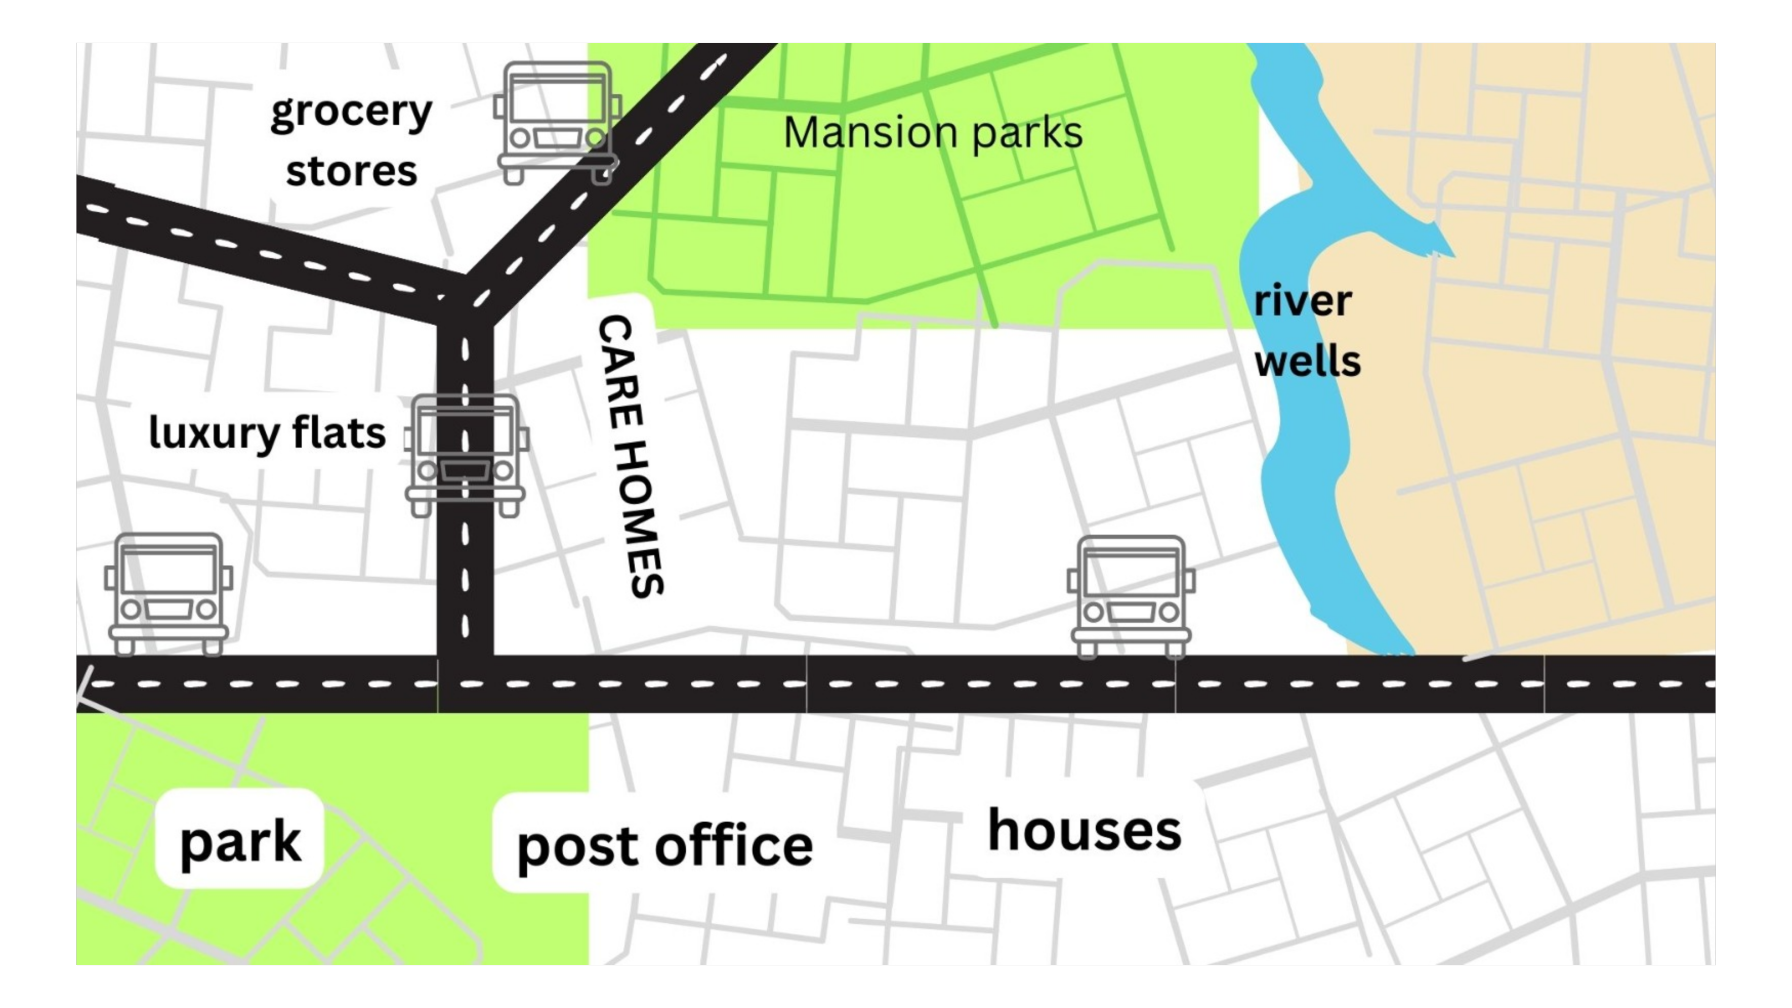 grocery
stores
Mansion parks
river
wells
CARE HOMES
luxury flats
park
post office
houses